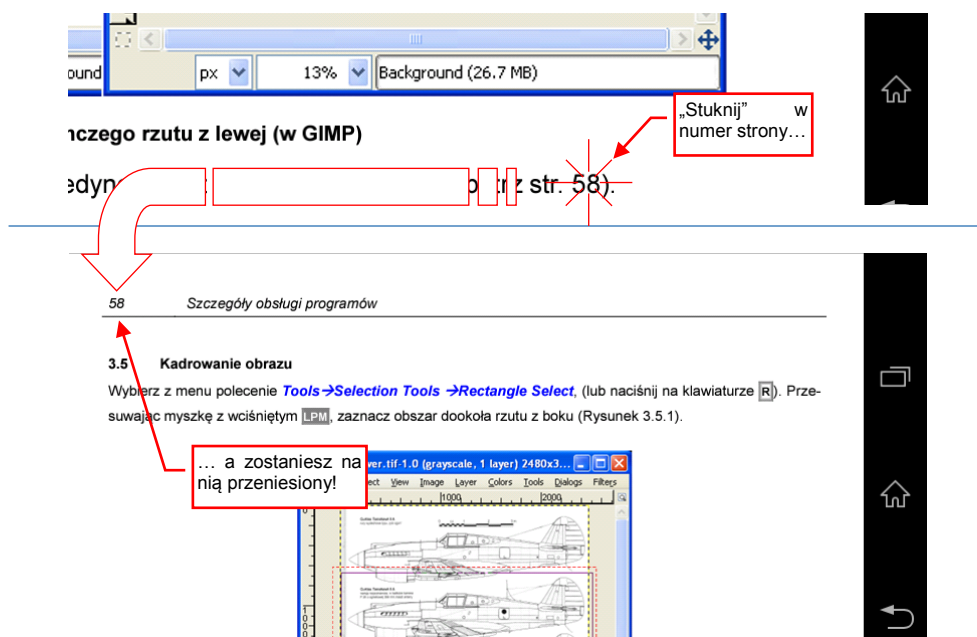 ound
px 13% Background (26.7 MB)
„Stuknij” w
numer strony…
nczego rzutu z lewej (w GIMP)
edyn
trz str. 58).
58 Szczegóły obsługi programów
3.5 Kadrowanie obrazu
Wybierz z menu polecenie Tools→Selection Tools →Rectangle Select, (lub naciśnij na klawiaturze R). Prze-
suwając myszkę z wciśniętym LPM, zaznacz obszar dookoła rzutu z boku (Rysunek 3.5.1).
… a zostaniesz na
nią przeniesiony!
ver.tif-1.0 (grayscale, 1 layer) 2480x3...
ect View Image Layer Colors Tools Dialogs Filters
1000 2000